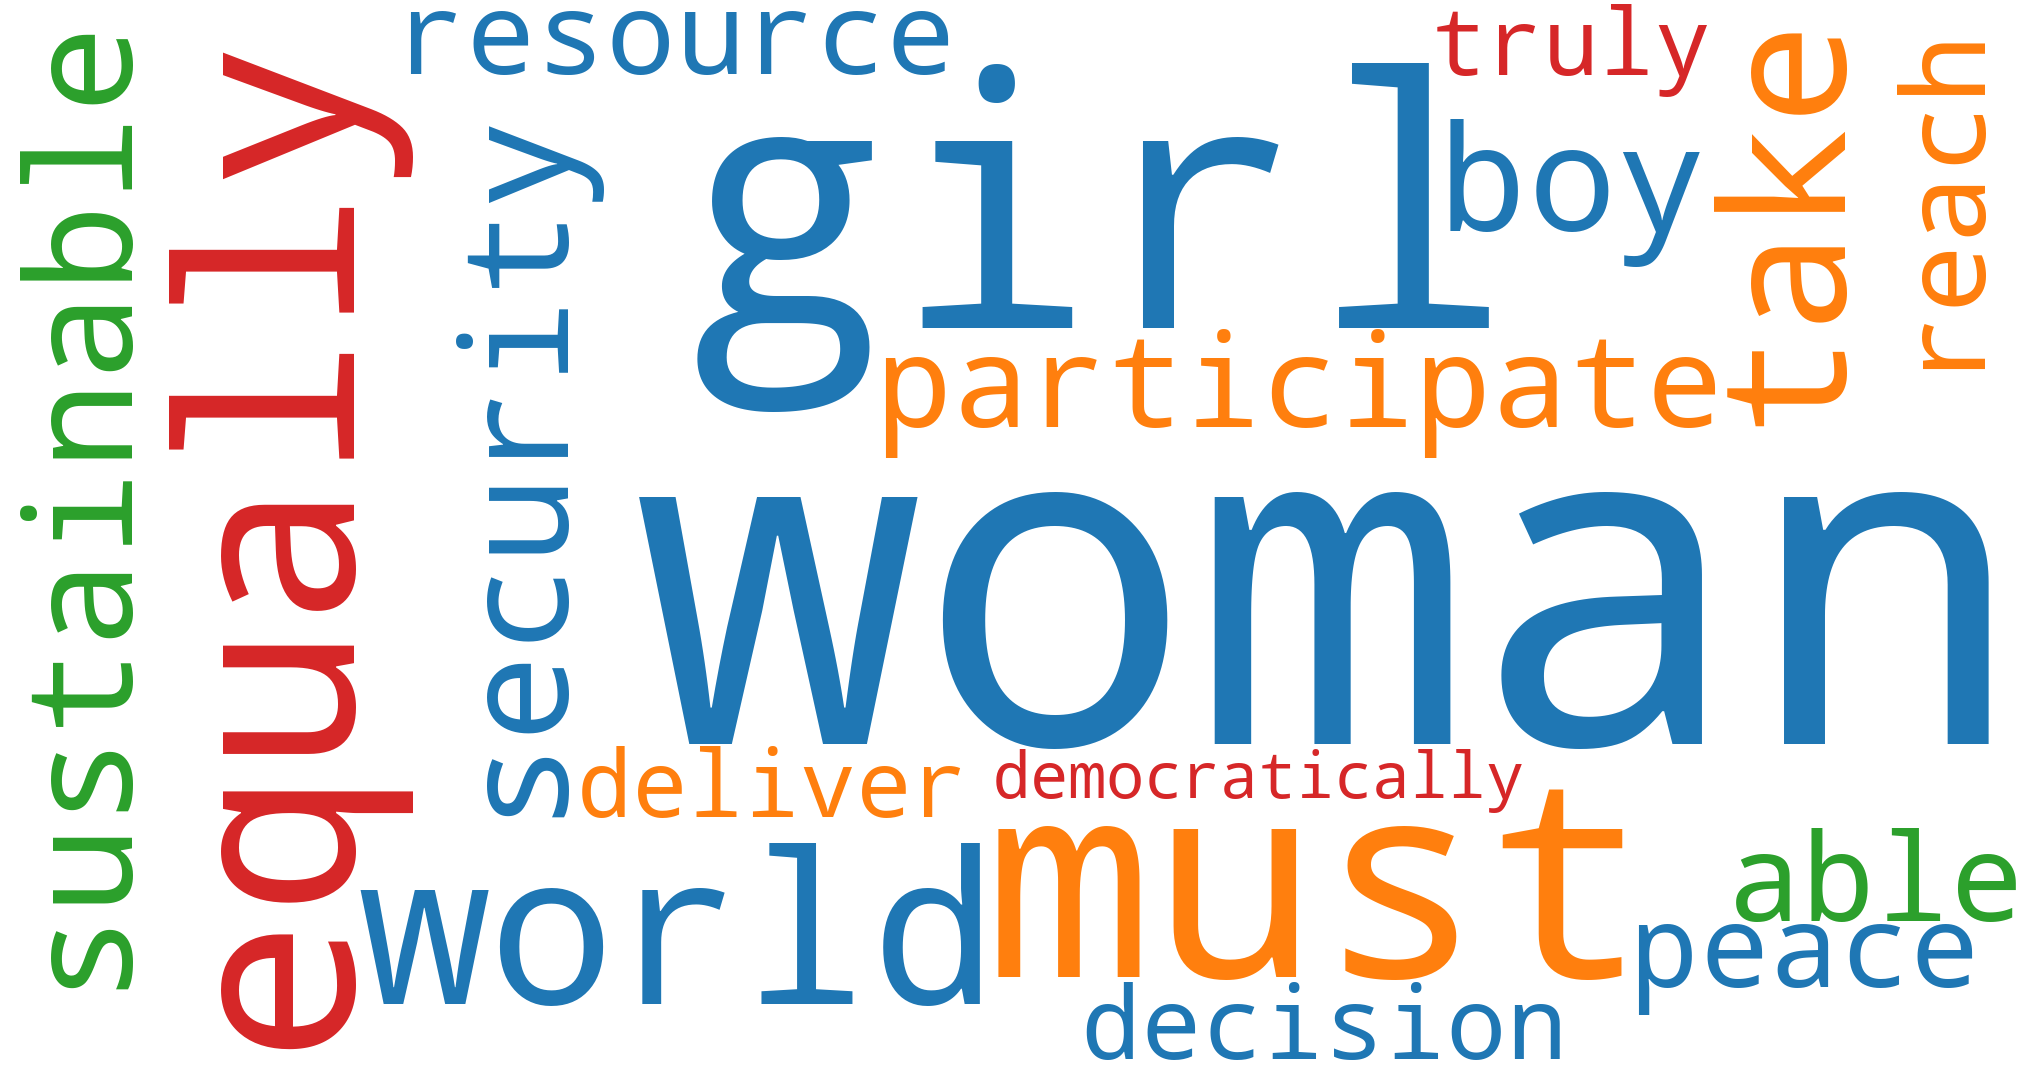 sustainable
equally
resource
security
girl
truly
boy
take
reach
participate
woman
deliver
democratically
world
must
able
peace
decision